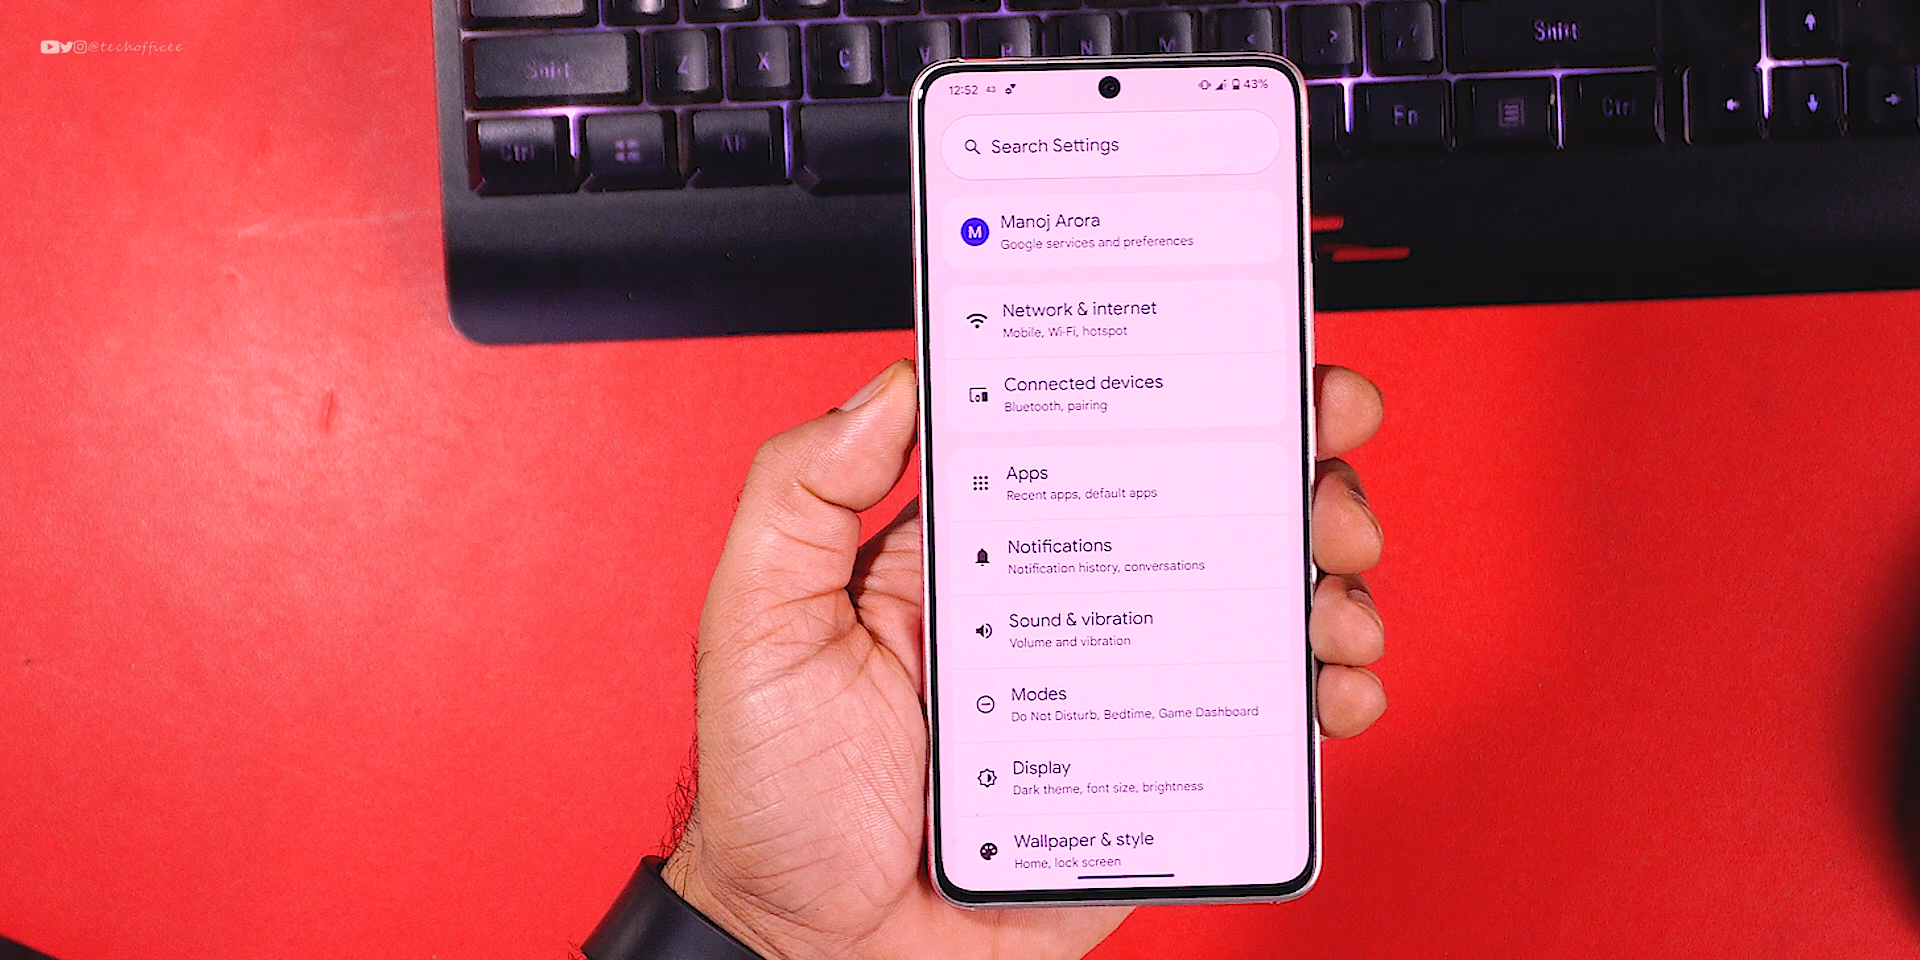 @techofficee
Shift Z X C V B N M < > ? Shift
Ctrl Alt Fn Ctrl
12:52 43 43%
Search Settings
M
Manoj Arora
Google services and preferences
Network & internet
Mobile, Wi-Fi, hotspot
Connected devices
Bluetooth, pairing
Apps
Recent apps, default apps
Notifications
Notification history, conversations
Sound & vibration
Volume and vibration
Modes
Do Not Disturb, Bedtime, Game Dashboard
Display
Dark theme, font size, brightness
Wallpaper & style
Home, lock screen